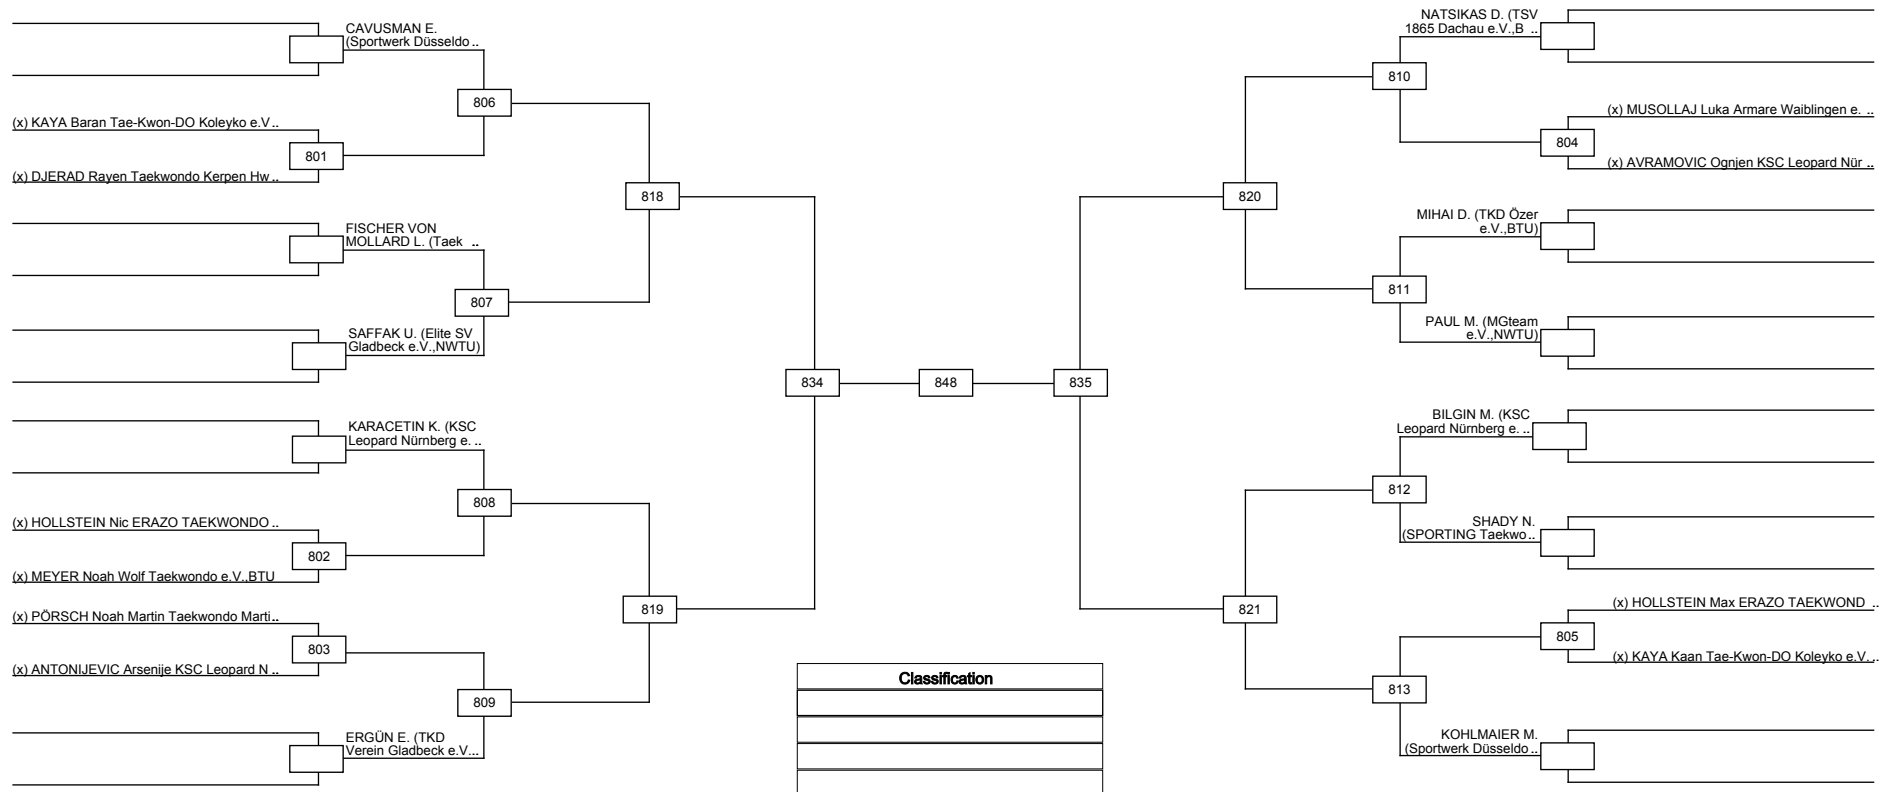 CAVUSMAN E.
(Sportwerk Düsseldo ..
806
(x) KAYA Baran Tae-Kwon-DO Koleyko e.V ..
801
(x) DJERAD Rayen Taekwondo Kerpen Hw ..
818
FISCHER VON
MOLLARD L. (Taek ..
807
SAFFAK U. (Elite SV
Gladbeck e.V.,NWTU)
834
848
835
KARACETIN K. (KSC
Leopard Nürnberg e. ..
808
(x) HOLLSTEIN Nic ERAZO TAEKWONDO ..
802
(x) MEYER Noah Wolf Taekwondo e.V.,BTU
819
(x) PÖRSCH Noah Martin Taekwondo Marti ..
803
(x) ANTONIJEVIC Arsenije KSC Leopard N ..
809
ERGÜN E. (TKD
Verein Gladbeck e.V...
Classification
NATSIKAS D. (TSV
1865 Dachau e.V.,B ..
810
(x) MUSOLLAJ Luka Armare Waiblingen e. ..
804
(x) AVRAMOVIC Ognjen KSC Leopard Nür ..
820
MIHAI D. (TKD Özer
e.V.,BTU)
811
PAUL M. (MGteam
e.V.,NWTU)
BILGIN M. (KSC
Leopard Nürnberg e. ..
812
SHADY N.
(SPORTING Taekwo ..
821
(x) HOLLSTEIN Max ERAZO TAEKWOND ..
805
(x) KAYA Kaan Tae-Kwon-DO Koleyko e.V. ..
813
KOHLMAIER M.
(Sportwerk Düsseldo ..